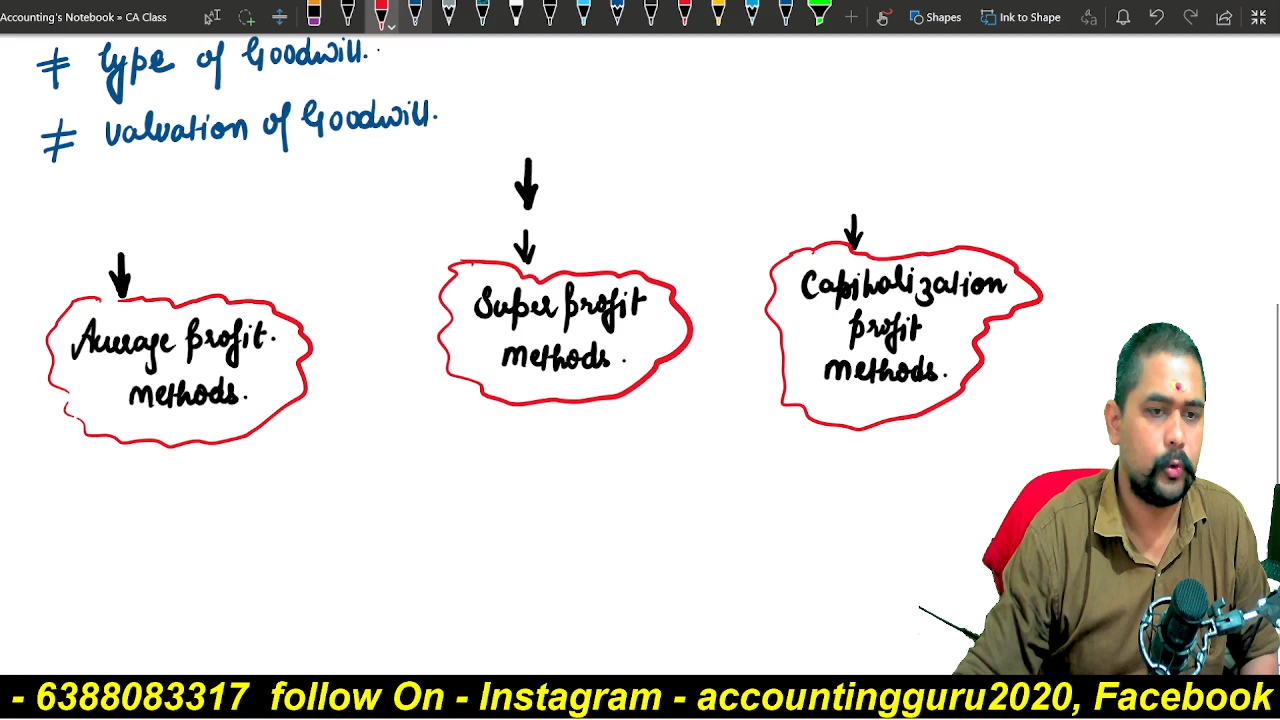 Accounting's Notebook » CA Class
Shapes
Ink to Shape
≠ Type of Goodwill.
≠ valuation of Goodwill.
Average profit.
methods.
Super profit
methods.
Capitalization
profit
methods.
- 6388083317 follow On - Instagram - accountingguru2020, Facebook